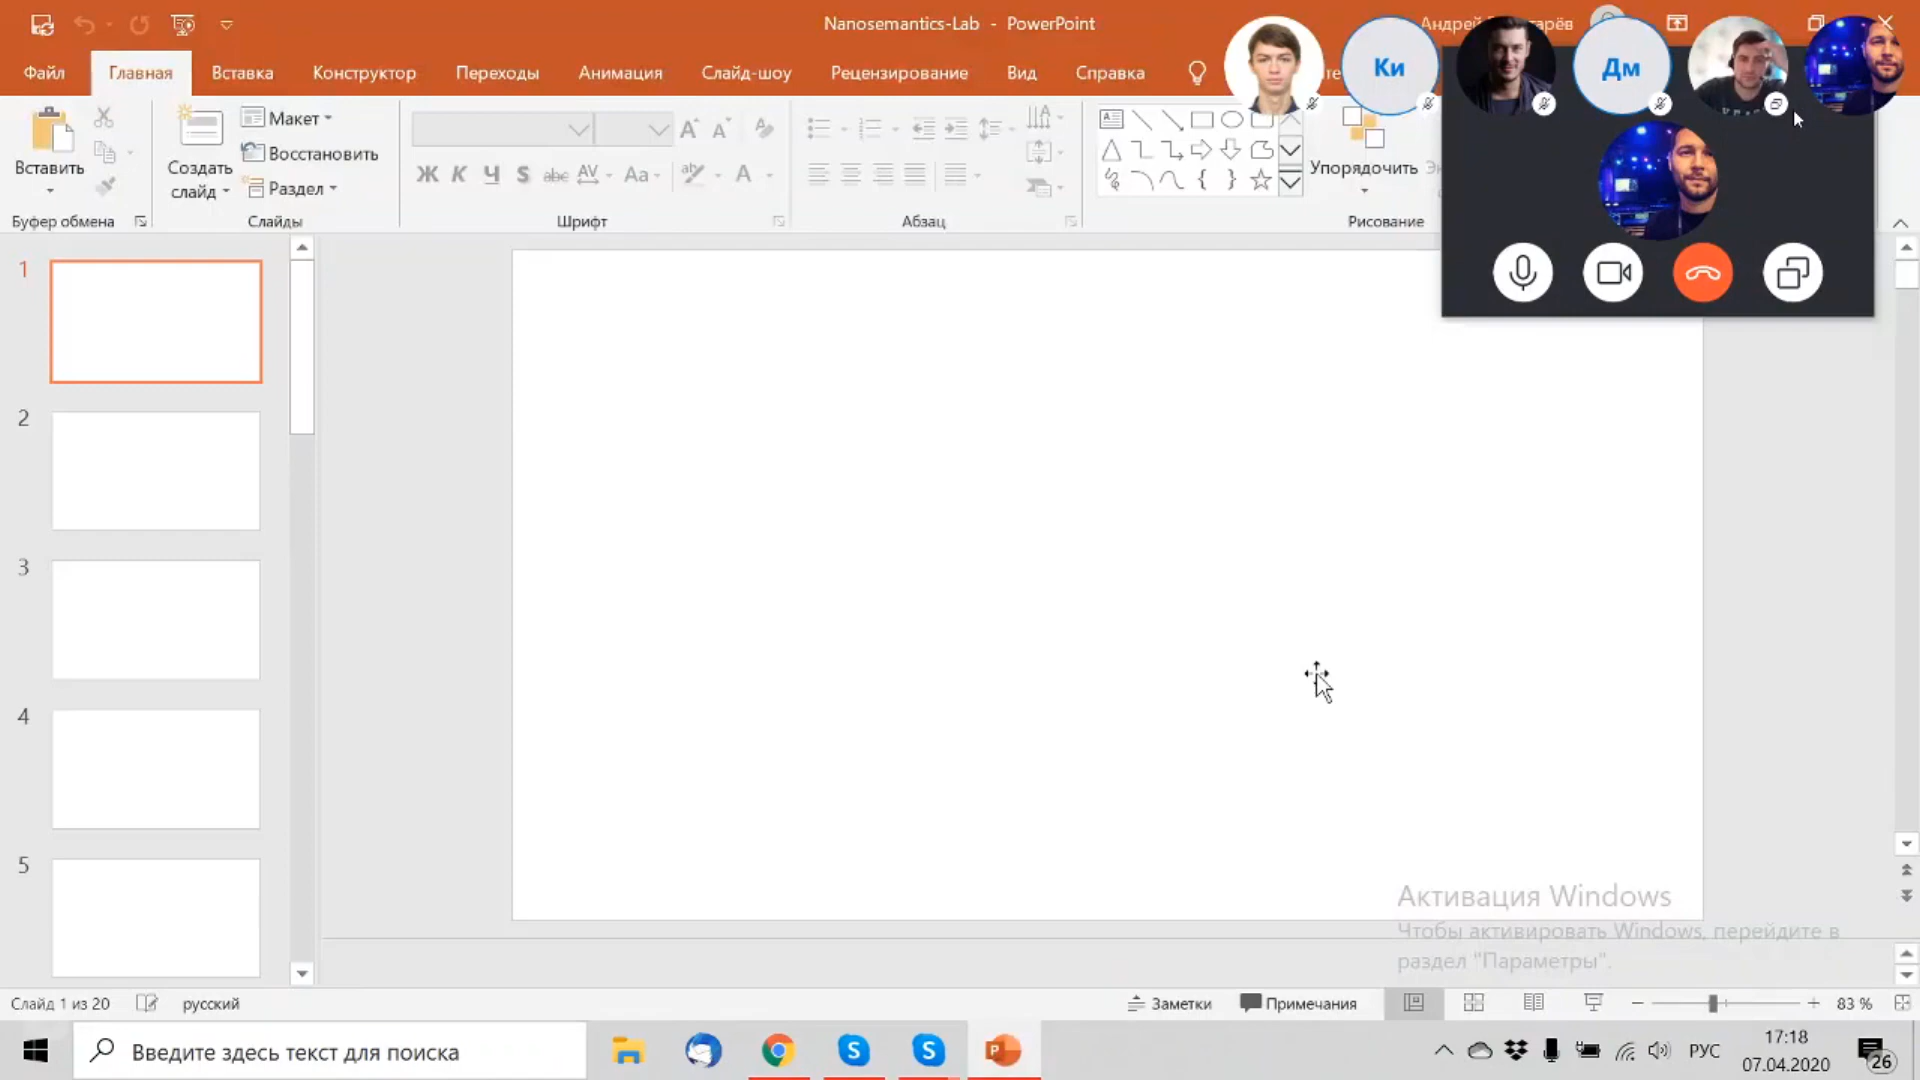 Nanosemantics-Lab - PowerPoint
Андрей
Файл Главная Вставка Конструктор Переходы Анимация Слайд-шоу Рецензирование Вид Справка
Ки
Дм
Вставить
Буфер обмена
Создать слайд
Макет
Восстановить
Раздел
Слайды
Ж К Ч S abc AV Aa A
Шрифт
Абзац
Упорядочить
Рисование
1
2
3
4
5
Активация Windows
Чтобы активировать Windows, перейдите в
раздел "Параметры".
Слайд 1 из 20 русский Заметки Примечания 83 %
Введите здесь текст для поиска
РУС
17:18
07.04.2020
26